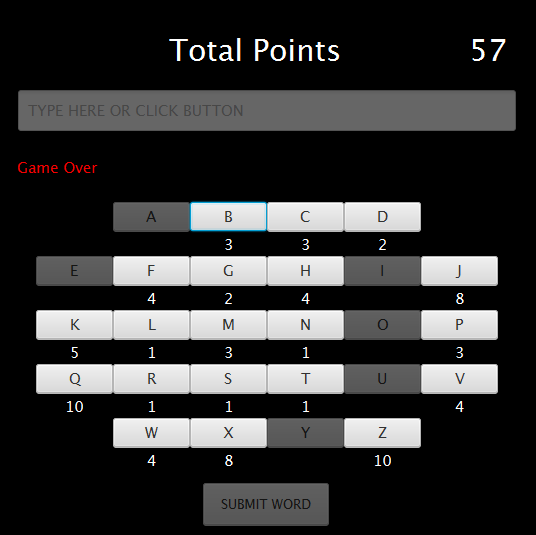 Total Points 57
TYPE HERE OR CLICK BUTTON
Game Over
A B C D
3 3 2
E F G H I J
4 2 4 8
K L M N O P
5 1 3 1 3
Q R S T U V
10 1 1 1 4
W X Y Z
4 8 10
SUBMIT WORD